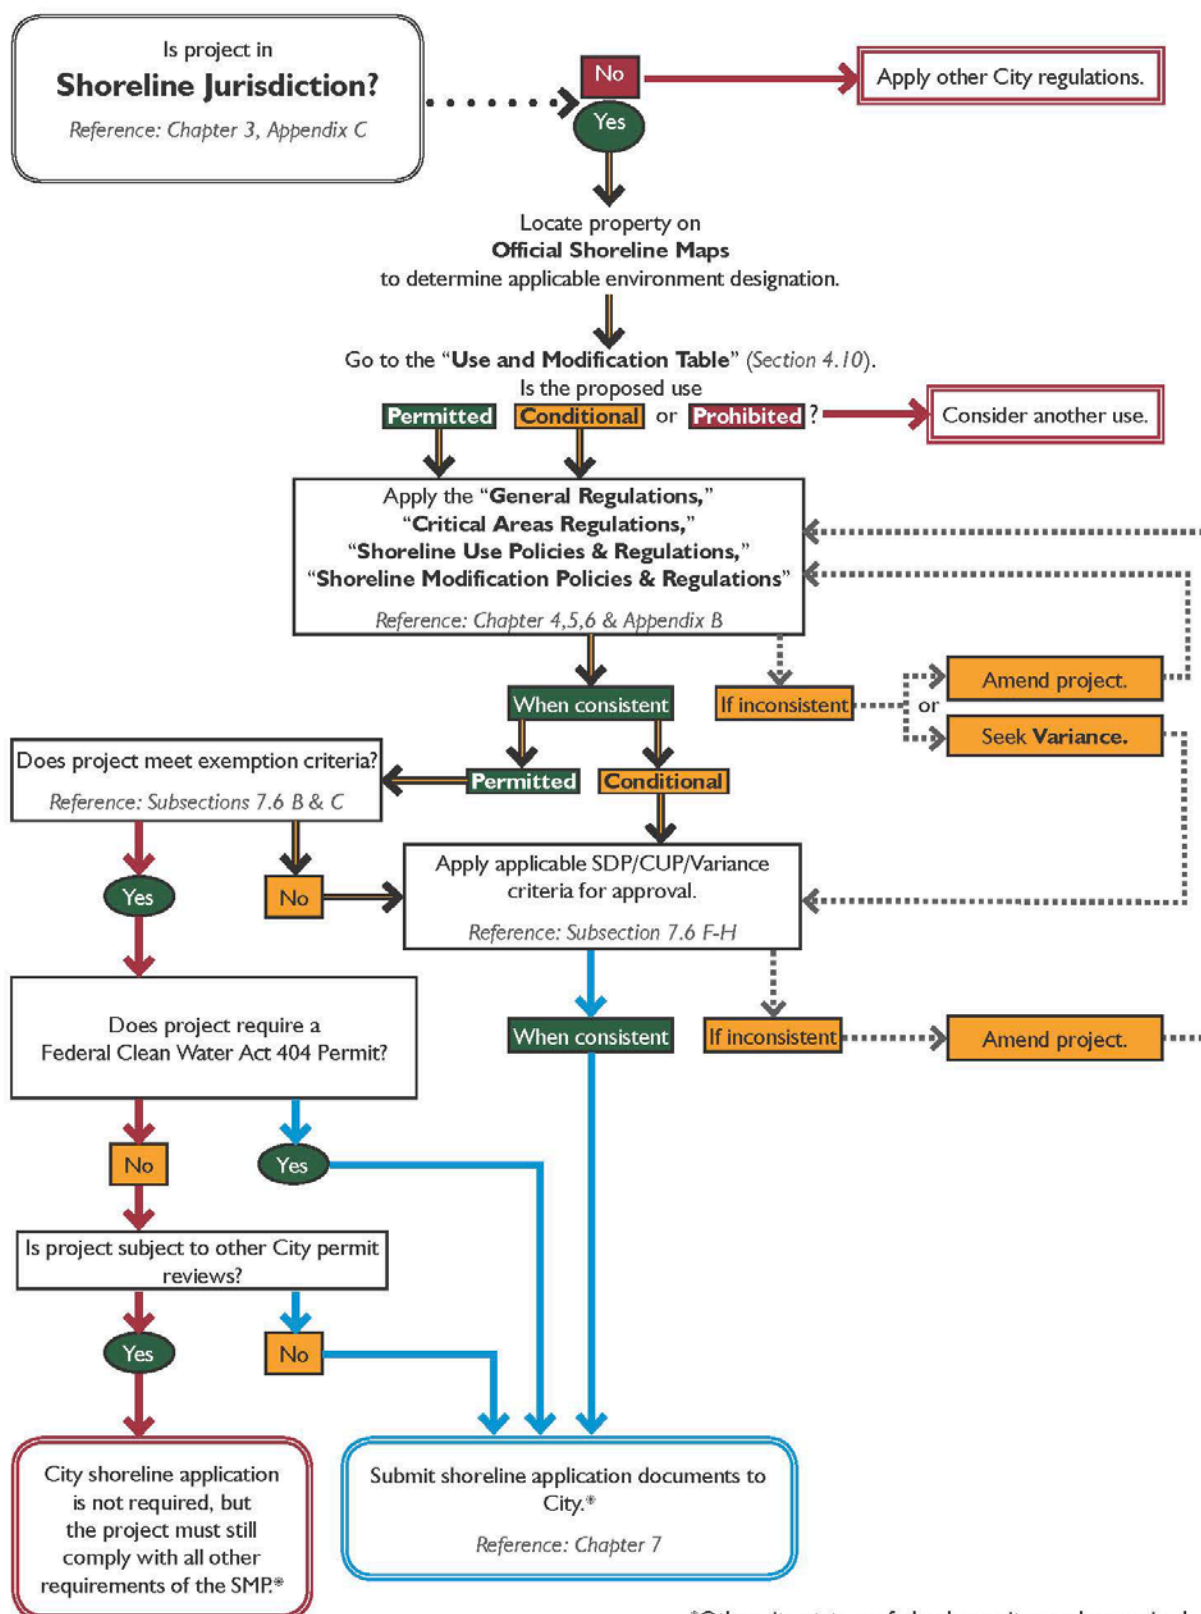 Is project in
Shoreline Jurisdiction?
Reference: Chapter 3, Appendix C
No
Yes
Apply other City regulations.
Locate property on
Official Shoreline Maps
to determine applicable environment designation.
Go to the “Use and Modification Table” (Section 4.10).
Is the proposed use
Permitted Conditional or Prohibited ?
Consider another use.
Apply the “General Regulations,”
“Critical Areas Regulations,”
“Shoreline Use Policies & Regulations,”
“Shoreline Modification Policies & Regulations”
Reference: Chapter 4,5,6 & Appendix B
When consistent
If inconsistent
Amend project.
or
Seek Variance.
Does project meet exemption criteria?
Reference: Subsections 7.6 B & C
Permitted
Conditional
Yes
No
Apply applicable SDP/CUP/Variance
criteria for approval.
Reference: Subsection 7.6 F-H
Does project require a
Federal Clean Water Act 404 Permit?
When consistent
If inconsistent
Amend project.
No
Yes
Is project subject to other City permit
reviews?
Yes
No
City shoreline application
is not required, but
the project must still
comply with all other
requirements of the SMP.*
Submit shoreline application documents to
City.*
Reference: Chapter 7